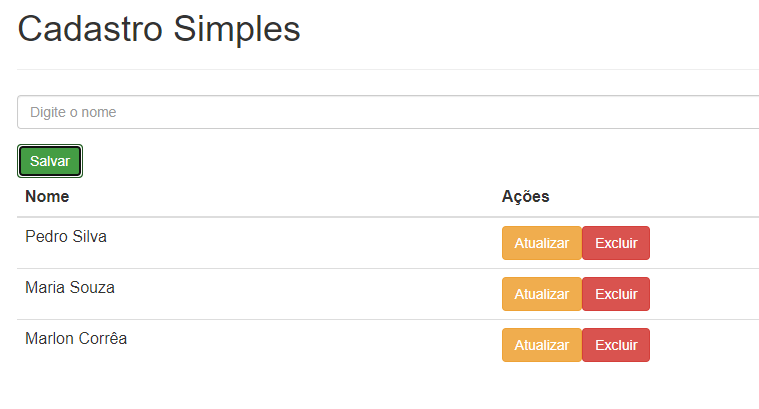 Cadastro Simples
Digite o nome
Salvar
Nome Ações
Pedro Silva Atualizar Excluir
Maria Souza Atualizar Excluir
Marlon Corrêa Atualizar Excluir